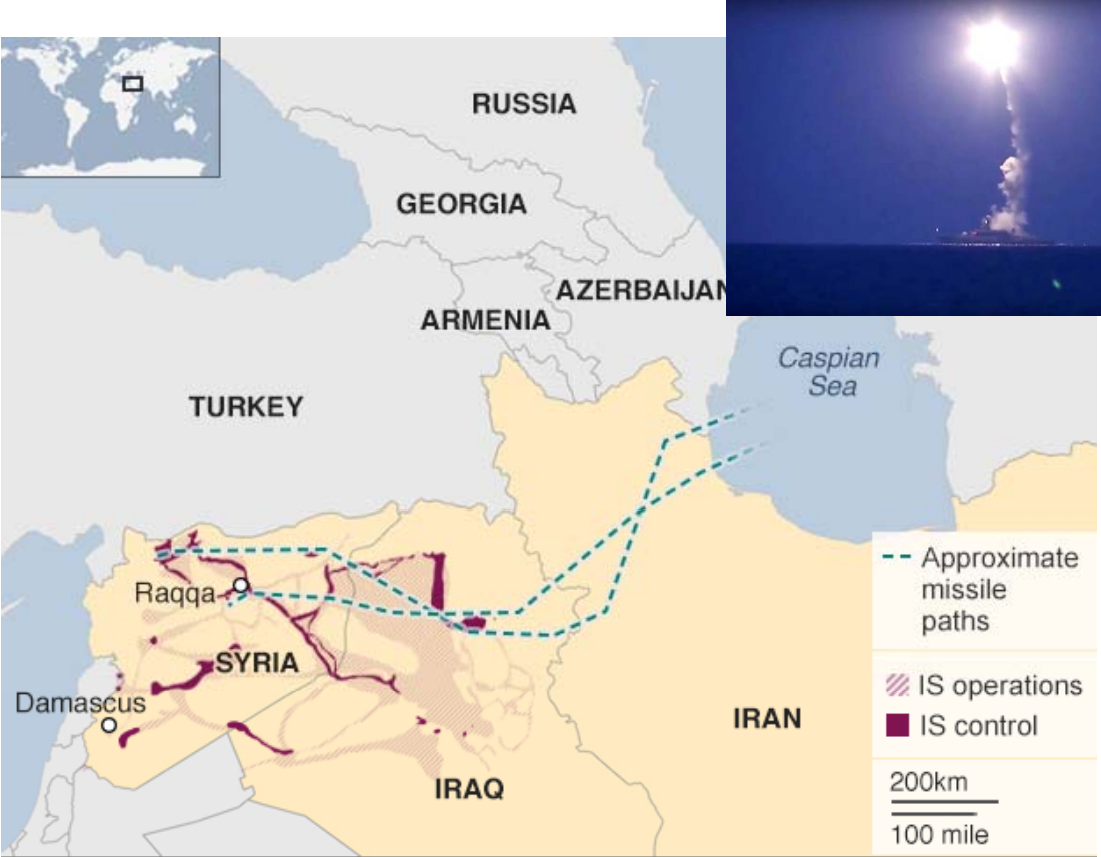 RUSSIA
GEORGIA
AZERBAIJAN
ARMENIA
Caspian
Sea
TURKEY
Approximate
missile
paths
Raqqa
SYRIA
IS operations
Damascus
IS control
IRAN
IRAQ
200km
100 mile